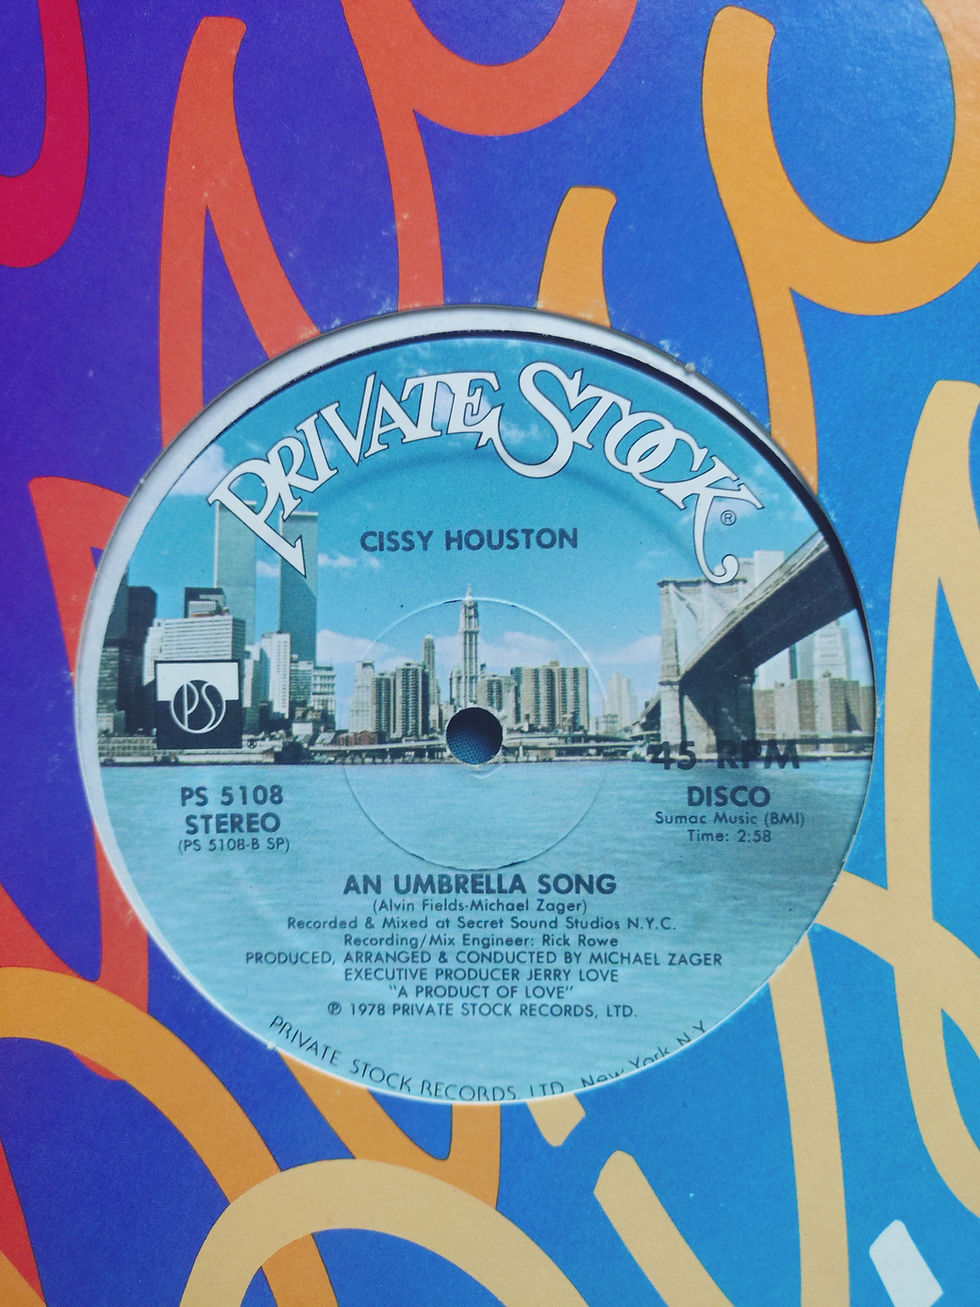 PRIVATE STOCK®
CISSY HOUSTON
PS®
45 RPM
PS 5108
DISCO
STEREO
Sumac Music (BMI)
(PS 5108-B SP)
Time: 2:58
AN UMBRELLA SONG
(Alvin Fields-Michael Zager)
Recorded & Mixed at Secret Sound Studios N.Y.C.
Recording/Mix Engineer: Rick Rowe
PRODUCED, ARRANGED & CONDUCTED BY MICHAEL ZAGER
EXECUTIVE PRODUCER JERRY LOVE
"A PRODUCT OF LOVE"
℗ 1978 PRIVATE STOCK RECORDS, LTD.
PRIVATE STOCK RECORDS, LTD. New York N.Y.